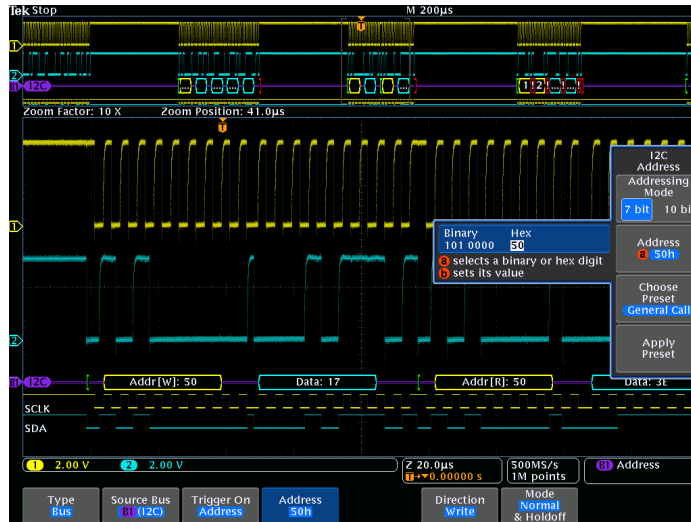 Tek Stop M 200µs
T
1
2
B1 I2C ... ... ... ... ... ... ... ... ... 1 2 ! ... ... !
Zoom Factor: 10 X Zoom Position: 41.0µs
T
I2C
Address
Addressing
Mode
7 bit 10 bi
1
Binary Hex
101 0000 50
a selects a binary or hex digit
b sets its value
Address
a 50h
Choose
Preset
General Call
2
Apply
Preset
B1 I2C Addr[W]: 50 Data: 17 Addr[R]: 50 Data: 3E
SCLK
SDA
1 2.00 V 2 2.00 V
Z 20.0µs
T→▼0.00000 s
500MS/s
1M points
B1 Address
Type
Bus
Source Bus
B1 (I2C)
Trigger On
Address
Address
50h
Direction
Write
Mode
Normal
& Holdoff